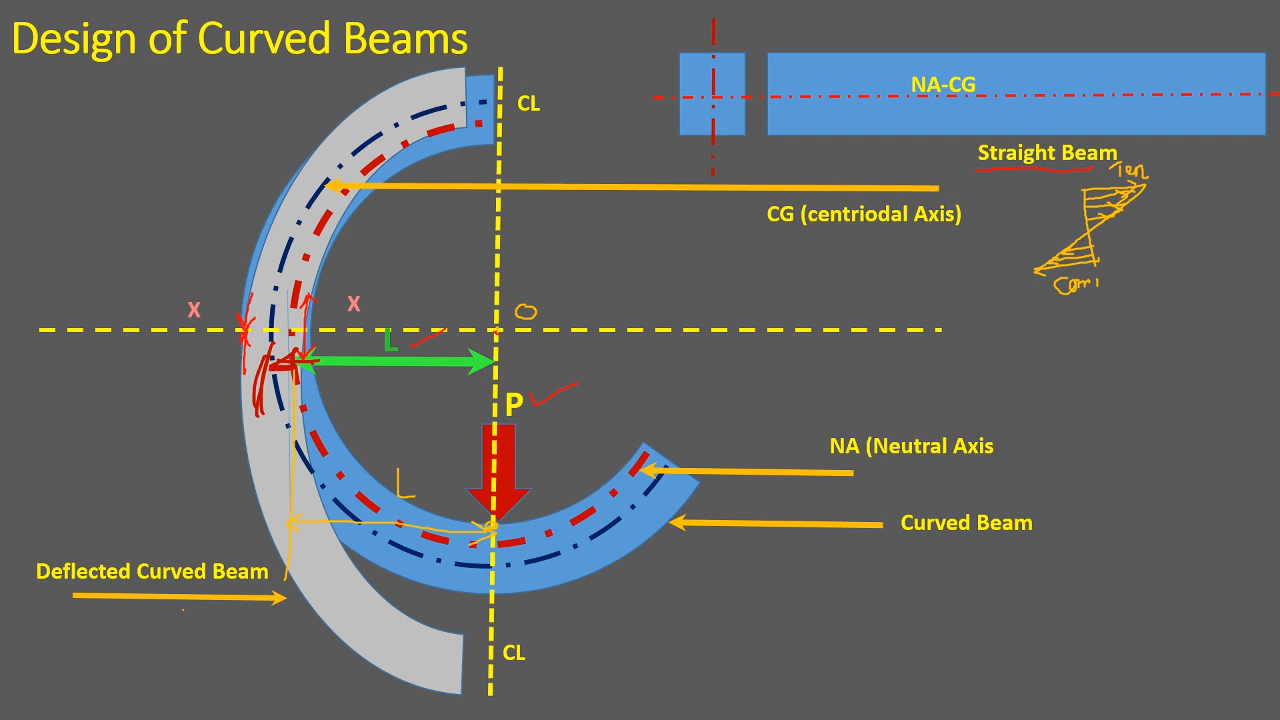 Design of Curved Beams
CL
NA-CG
Straight Beam
Ten
CG (centriodal Axis)
Com
X
X
O
L
P
NA (Neutral Axis
L
Curved Beam
Deflected Curved Beam
CL